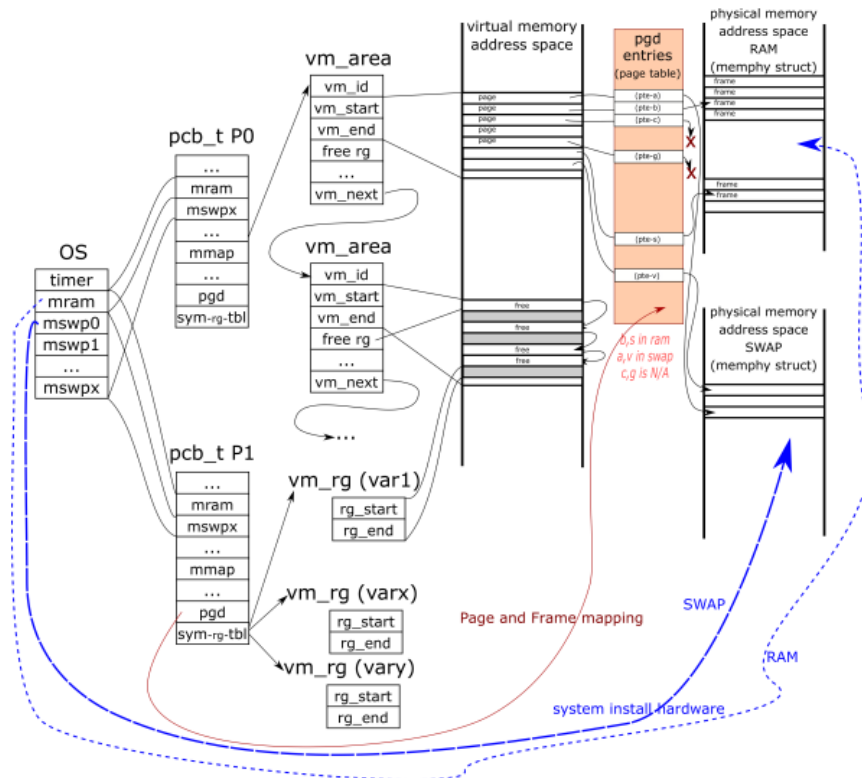 OS
timer
mram
mswp0
mswp1
...
mswpx
pcb_t P0
...
mram
mswpx
...
mmap
...
pgd
sym-rg-tbl
pcb_t P1
...
mram
mswpx
...
mmap
...
pgd
sym-rg-tbl
vm_area
vm_id
vm_start
vm_end
free rg
...
vm_next
vm_area
vm_id
vm_start
vm_end
free rg
...
vm_next
...
vm_rg (var1)
rg_start
rg_end
vm_rg (varx)
rg_start
rg_end
vm_rg (vary)
rg_start
rg_end
virtual memory
address space
page
page
page
page
page
free
free
free
free
pgd
entries
(page table)
(pte-a)
(pte-b)
(pte-c)
X
(pte-g)
X
(pte-s)
(pte-v)
b,s in ram
a,v in swap
c,g is N/A
physical memory
address space
RAM
(memphy struct)
frame
frame
frame
frame
frame
frame
physical memory
address space
SWAP
(memphy struct)
Page and Frame mapping
SWAP
RAM
system install hardware